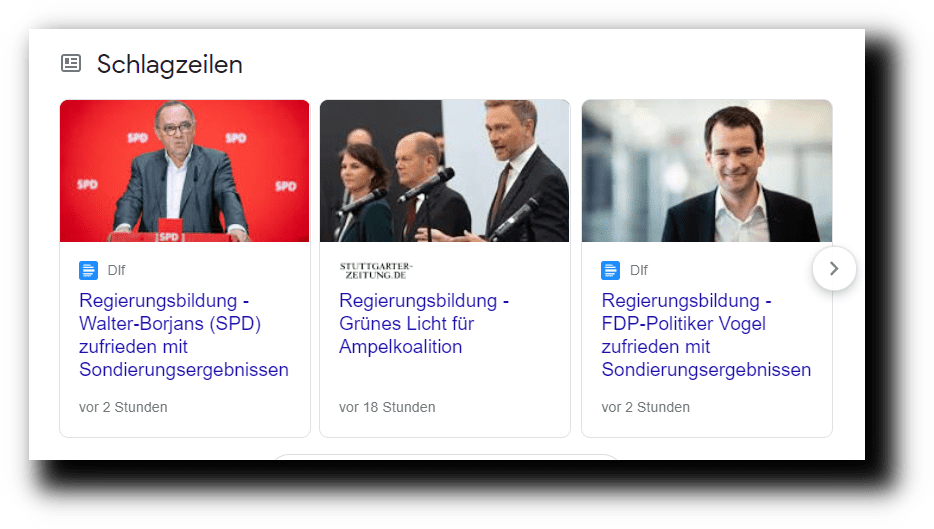 Schlagzeilen
SPD
SPD
SPD
SPD
SPD
Dlf
Regierungsbildung -
Walter-Borjans (SPD)
zufrieden mit
Sondierungsergebnissen
vor 2 Stunden
STUTTGARTER-
ZEITUNG.DE
Regierungsbildung -
Grünes Licht für
Ampelkoalition
vor 18 Stunden
Dlf
Regierungsbildung -
FDP-Politiker Vogel
zufrieden mit
Sondierungsergebnissen
vor 2 Stunden